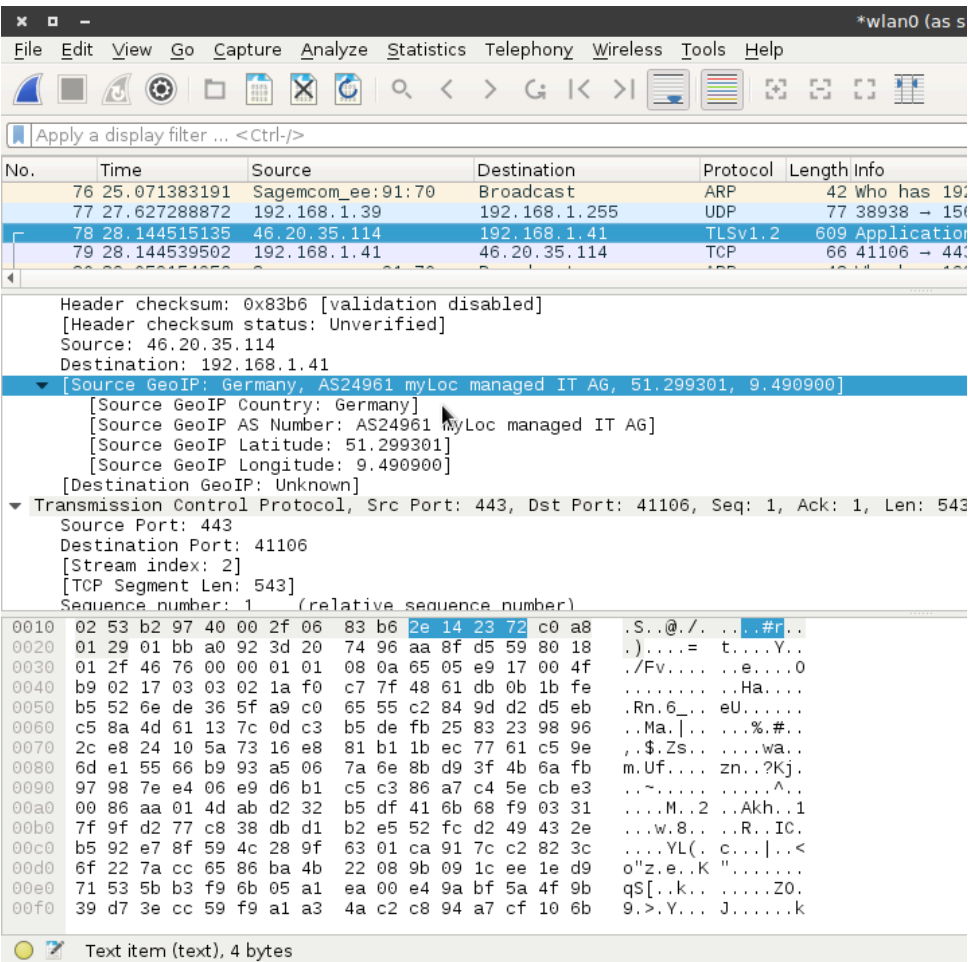 *wlan0 (as s
File Edit View Go Capture Analyze Statistics Telephony Wireless Tools Help
Apply a display filter ... <Ctrl-/>
No. Time Source Destination Protocol Length Info
76 25.071383191 Sagemcom_ee:91:70 Broadcast ARP 42 Who has 192
77 27.627288872 192.168.1.39 192.168.1.255 UDP 77 38938 → 156
78 28.144515135 46.20.35.114 192.168.1.41 TLSv1.2 609 Application
79 28.144539502 192.168.1.41 46.20.35.114 TCP 66 41106 → 443
Header checksum: 0x83b6 [validation disabled]
[Header checksum status: Unverified]
Source: 46.20.35.114
Destination: 192.168.1.41
[Source GeoIP: Germany, AS24961 myLoc managed IT AG, 51.299301, 9.490900]
[Source GeoIP Country: Germany]
[Source GeoIP AS Number: AS24961 myLoc managed IT AG]
[Source GeoIP Latitude: 51.299301]
[Source GeoIP Longitude: 9.490900]
[Destination GeoIP: Unknown]
Transmission Control Protocol, Src Port: 443, Dst Port: 41106, Seq: 1, Ack: 1, Len: 543
Source Port: 443
Destination Port: 41106
[Stream index: 2]
[TCP Segment Len: 543]
Sequence number: 1 (relative sequence number)
0010 02 53 b2 97 40 00 2f 06 83 b6 2e 14 23 72 c0 a8 .S..@./. ....#r..
0020 01 29 01 bb a0 92 3d 20 74 96 aa 8f d5 59 80 18 .)....= t....Y..
0030 01 2f 46 76 00 00 01 01 08 0a 65 05 e9 17 00 4f ./Fv.... ..e....O
0040 b9 02 17 03 03 02 1a f0 c7 7f 48 61 db 0b 1b fe ........ ..Ha....
0050 b5 52 6e de 36 5f a9 c0 65 55 c2 84 9d d2 d5 eb .Rn.6_.. eU......
0060 c5 8a 4d 61 13 7c 0d c3 b5 de fb 25 83 23 98 96 ..Ma.|.. ...%.#..
0070 2c e8 24 10 5a 73 16 e8 81 b1 1b ec 77 61 c5 9e ,.$.Zs.. ....wa..
0080 6d e1 55 66 b9 93 a5 06 7a 6e 8b d9 3f 4b 6a fb m.Uf.... zn..?Kj.
0090 97 98 7e e4 06 e9 d6 b1 c5 c3 86 a7 c4 5e cb e3 ..~..... .....^..
00a0 00 86 aa 01 4d ab d2 32 b5 df 41 6b 68 f9 03 31 ....M..2 ..Akh..1
00b0 7f 9f d2 77 c8 38 db d1 b2 e5 52 fc d2 49 43 2e ...w.8.. ..R..IC.
00c0 b5 92 e7 8f 59 4c 28 9f 63 01 ca 91 7c c2 82 3c ....YL(. c...|..<
00d0 6f 22 7a cc 65 86 ba 4b 22 08 9b 09 1c ee 1e d9 o"z.e..K ".......
00e0 71 53 5b b3 f9 6b 05 a1 ea 00 e4 9a bf 5a 4f 9b qS[..k.. .....ZO.
00f0 39 d7 3e cc 59 f9 a1 a3 4a c2 c8 94 a7 cf 10 6b 9.>.Y... J......k
Text item (text), 4 bytes